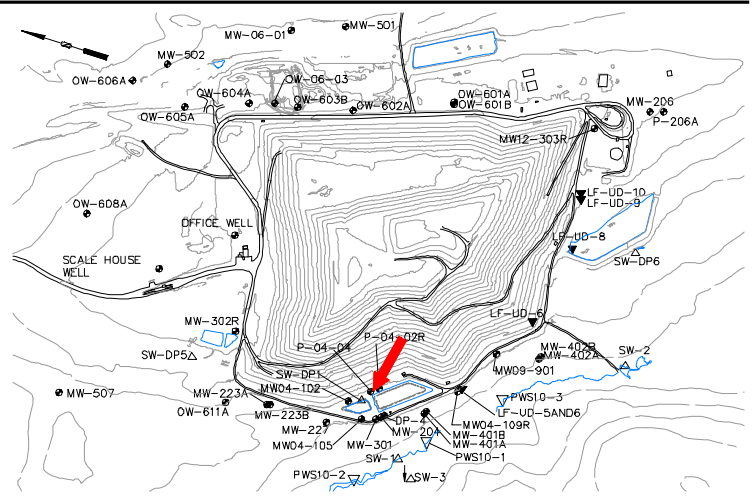 MW-06-01
MW-501
MW-502
OW-606A
OW-604A
OW-06-03
OW-603B
OW-602A
OW-601A
OW-601B
OW-605A
MW-206
P-206A
MW12-303R
OW-608A
LF-UD-10
LF-UD-9
OFFICE WELL
LF-UD-8
SW-DP6
SCALE HOUSE
WELL
MW-302R
LF-UD-6
P-04-04
P-04-02R
SW-DP5
SW-DP1
MW-402B
MW-402A
SW-2
MW04-102
MW09-901
MW-507
MW-223A
OW-611A
MW-223B
PWS10-3
LF-UD-5AND6
MW-227
DP-4
MW04-109R
MW04-105
MW-301
MW-204
MW-401B
MW-401A
SW-1
PWS10-1
PWS10-2
SW-3